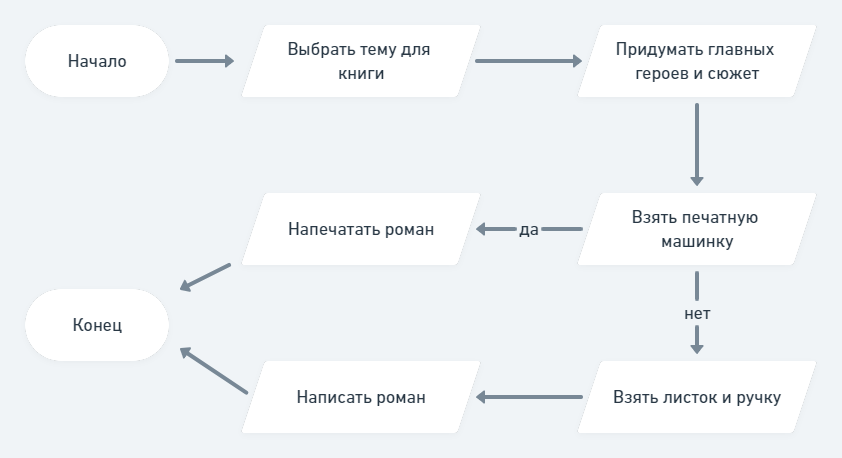 Начало
Выбрать тему для
книги
Придумать главных
героев и сюжет
Взять печатную
машинку
да
Напечатать роман
нет
Конец
Взять листок и ручку
Написать роман